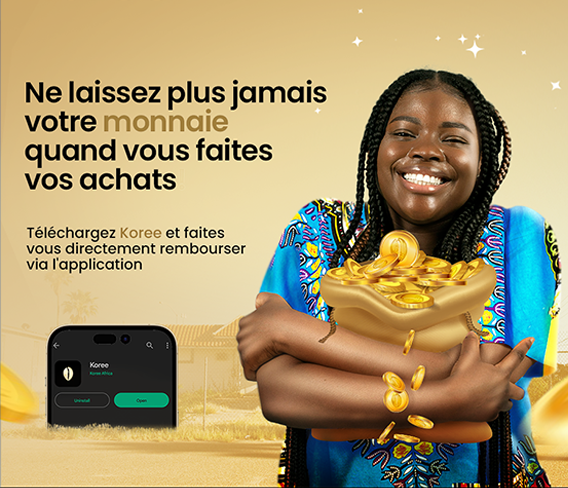 Ne laissez plus jamais
votre monnaie
quand vous faites
vos achats
Téléchargez Koree et faites
vous directement rembourser
via l'application
Koree
Koree Africa
Uninstall
Open